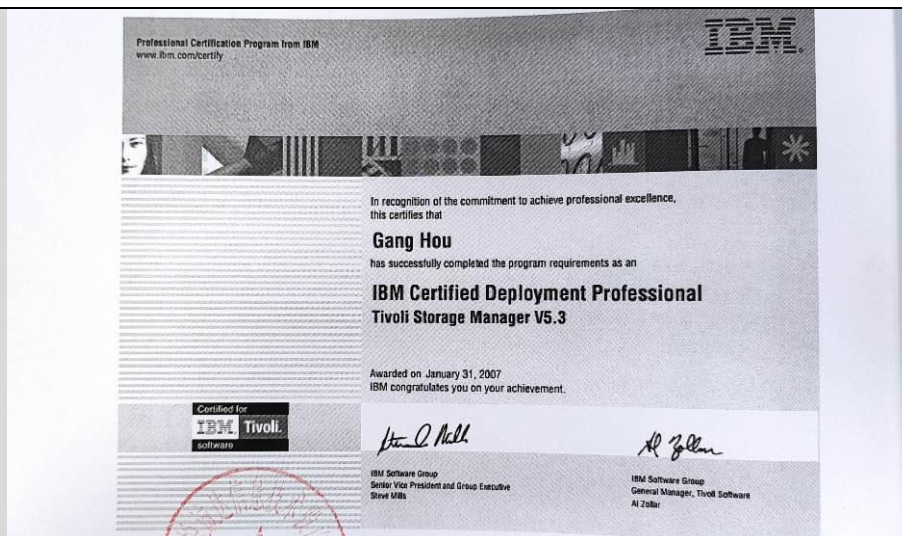 Professional Certification Program from IBM
www.ibm.com/certify
IBM.
In recognition of the commitment to achieve professional excellence,
this certifies that
Gang Hou
has successfully completed the program requirements as an
IBM Certified Deployment Professional
Tivoli Storage Manager V5.3
Awarded on January 31, 2007
IBM congratulates you on your achievement.
Certified for
IBM. Tivoli.
software
IBM Software Group
Senior Vice President and Group Executive
Steve Mills
IBM Software Group
General Manager, Tivoli Software
Al Zollar